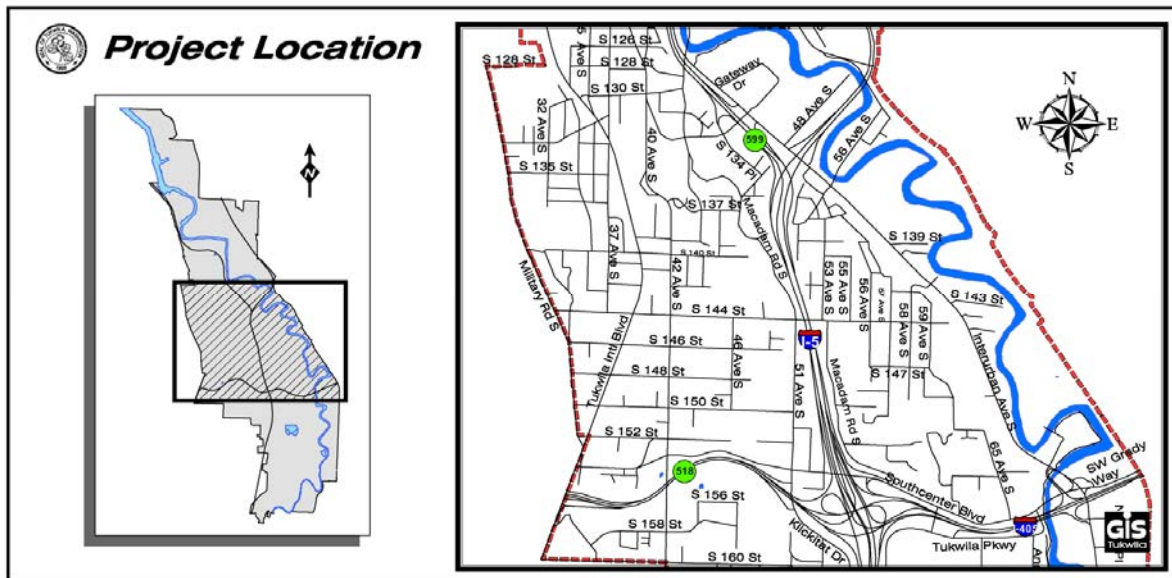 Project Location
N
S 126 St
S 128 St
S 128 St
S 130 St
32 Ave S
40 Ave S
Gateway
Dr
48 Ave S
56 Ave S
599
S 134 Pl
S 135 St
S 137 St
Macadam Rd S
37 Ave S
S 140 St
42 Ave S
S 139 St
Military Rd S
Tukwila Intl Blvd
S 143 St
S 144 St
53 Ave S
55 Ave S
56 Ave S
57 Ave S
58 Ave S
59 Ave S
Interurban Ave S
I-5
S 146 St
46 Ave S
S 147 St
S 148 St
51 Ave S
Macadam Rd S
S 150 St
S 152 St
65 Ave S
SW Grady
Way
518
S 156 St
Southcenter Blvd
S 158 St
Klickitat Dr
Tukwila Pkwy
S 160 St
N
W
E
S
GIS
Tukwila